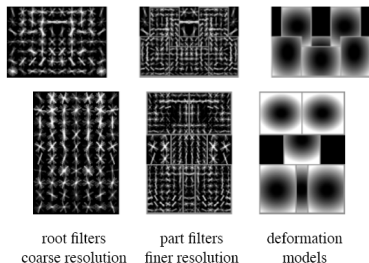 root filters
coarse resolution
part filters
finer resolution
deformation
models